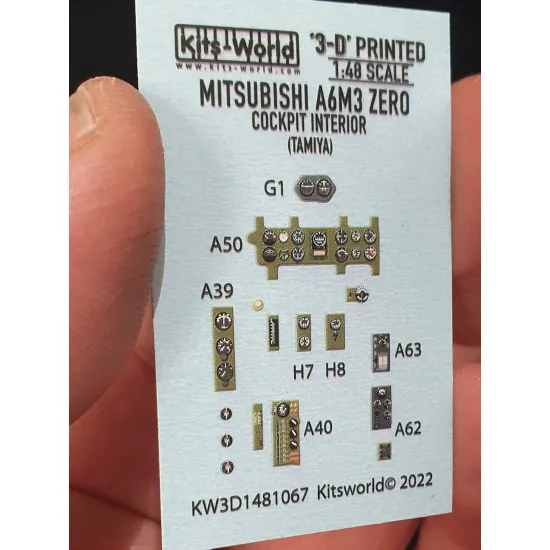 Kits-World
www.kits-world.com
"3-D" PRINTED
1:48 SCALE
MITSUBISHI A6M3 ZERO
COCKPIT INTERIOR
(TAMIYA)
G1
A50
A39
H7 H8
A63
A40
A62
KW3D1481067 Kitsworld© 2022